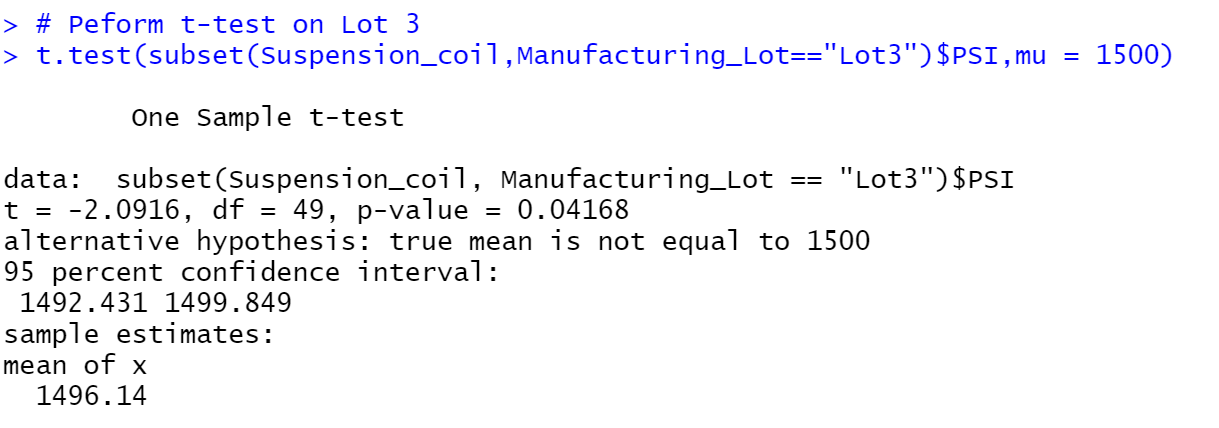 > # Peform t-test on Lot 3
> t.test(subset(Suspension_coil,Manufacturing_Lot=="Lot3")$PSI,mu = 1500)
One Sample t-test
data:  subset(Suspension_coil, Manufacturing_Lot == "Lot3")$PSI
t = -2.0916, df = 49, p-value = 0.04168
alternative hypothesis: true mean is not equal to 1500
95 percent confidence interval:
1492.431 1499.849
sample estimates:
mean of x
1496.14